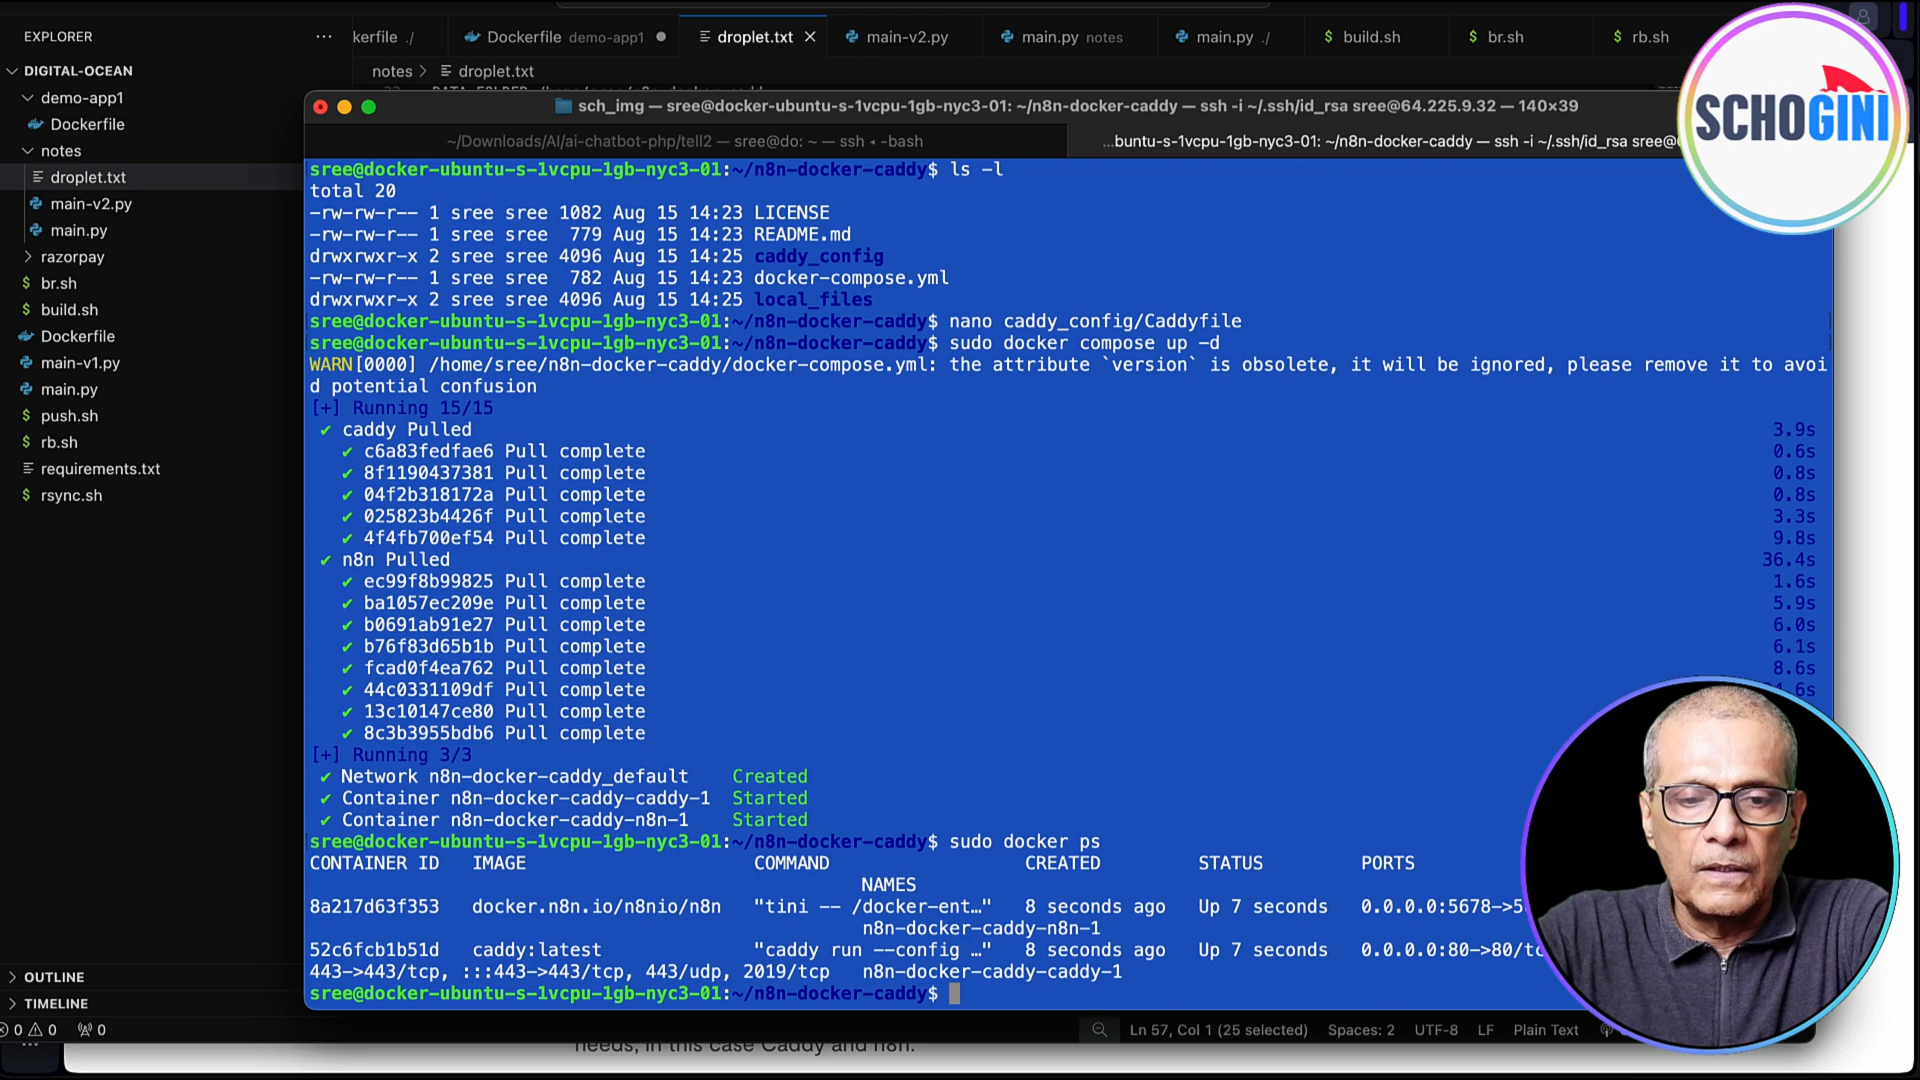 EXPLORER
...
kerfile ./
Dockerfile demo-app1
droplet.txt
main-v2.py
main.py notes
main.py ./
build.sh
br.sh
rb.sh
DIGITAL-OCEAN
notes > droplet.txt
demo-app1
Dockerfile
notes
droplet.txt
main-v2.py
main.py
razorpay
br.sh
build.sh
Dockerfile
main-v1.py
main.py
push.sh
rb.sh
requirements.txt
rsync.sh
OUTLINE
TIMELINE
0 0 0
SCHOGINI
sch_img — sree@docker-ubuntu-s-1vcpu-1gb-nyc3-01: ~/n8n-docker-caddy — ssh -i ~/.ssh/id_rsa sree@64.225.9.32 — 140×39
~/Downloads/AI/ai-chatbot-php/tell2 — sree@do: ~ — ssh ◂ -bash
...buntu-s-1vcpu-1gb-nyc3-01: ~/n8n-docker-caddy — ssh -i ~/.ssh/id_rsa sree@
sree@docker-ubuntu-s-1vcpu-1gb-nyc3-01:~/n8n-docker-caddy$ ls -l
total 20
-rw-rw-r-- 1 sree sree 1082 Aug 15 14:23 LICENSE
-rw-rw-r-- 1 sree sree  779 Aug 15 14:23 README.md
drwxrwxr-x 2 sree sree 4096 Aug 15 14:25 caddy_config
-rw-rw-r-- 1 sree sree  782 Aug 15 14:23 docker-compose.yml
drwxrwxr-x 2 sree sree 4096 Aug 15 14:25 local_files
sree@docker-ubuntu-s-1vcpu-1gb-nyc3-01:~/n8n-docker-caddy$ nano caddy_config/Caddyfile
sree@docker-ubuntu-s-1vcpu-1gb-nyc3-01:~/n8n-docker-caddy$ sudo docker compose up -d
WARN[0000] /home/sree/n8n-docker-caddy/docker-compose.yml: the attribute `version` is obsolete, it will be ignored, please remove it to avoi
d potential confusion
[+] Running 15/15
✔ caddy Pulled 3.9s
✔ c6a83fedfae6 Pull complete 0.6s
✔ 8f1190437381 Pull complete 0.8s
✔ 04f2b318172a Pull complete 0.8s
✔ 025823b4426f Pull complete 3.3s
✔ 4f4fb700ef54 Pull complete 9.8s
✔ n8n Pulled 36.4s
✔ ec99f8b99825 Pull complete 1.6s
✔ ba1057ec209e Pull complete 5.9s
✔ b0691ab91e27 Pull complete 6.0s
✔ b76f83d65b1b Pull complete 6.1s
✔ fcad0f4ea762 Pull complete 8.6s
✔ 44c0331109df Pull complete
✔ 13c10147ce80 Pull complete
✔ 8c3b3955bdb6 Pull complete
[+] Running 3/3
✔ Network n8n-docker-caddy_default Created
✔ Container n8n-docker-caddy-caddy-1 Started
✔ Container n8n-docker-caddy-n8n-1 Started
sree@docker-ubuntu-s-1vcpu-1gb-nyc3-01:~/n8n-docker-caddy$ sudo docker ps
CONTAINER ID IMAGE COMMAND CREATED STATUS PORTS
NAMES
8a217d63f353 docker.n8n.io/n8nio/n8n "tini -- /docker-ent…" 8 seconds ago Up 7 seconds 0.0.0.0:5678->5
n8n-docker-caddy-n8n-1
52c6fcb1b51d caddy:latest "caddy run --config …" 8 seconds ago Up 7 seconds 0.0.0.0:80->80/tc
443->443/tcp, :::443->443/tcp, 443/udp, 2019/tcp n8n-docker-caddy-caddy-1
sree@docker-ubuntu-s-1vcpu-1gb-nyc3-01:~/n8n-docker-caddy$
Ln 57, Col 1 (25 selected) Spaces: 2 UTF-8 LF Plain Text
needs, in this case Caddy and n8n.